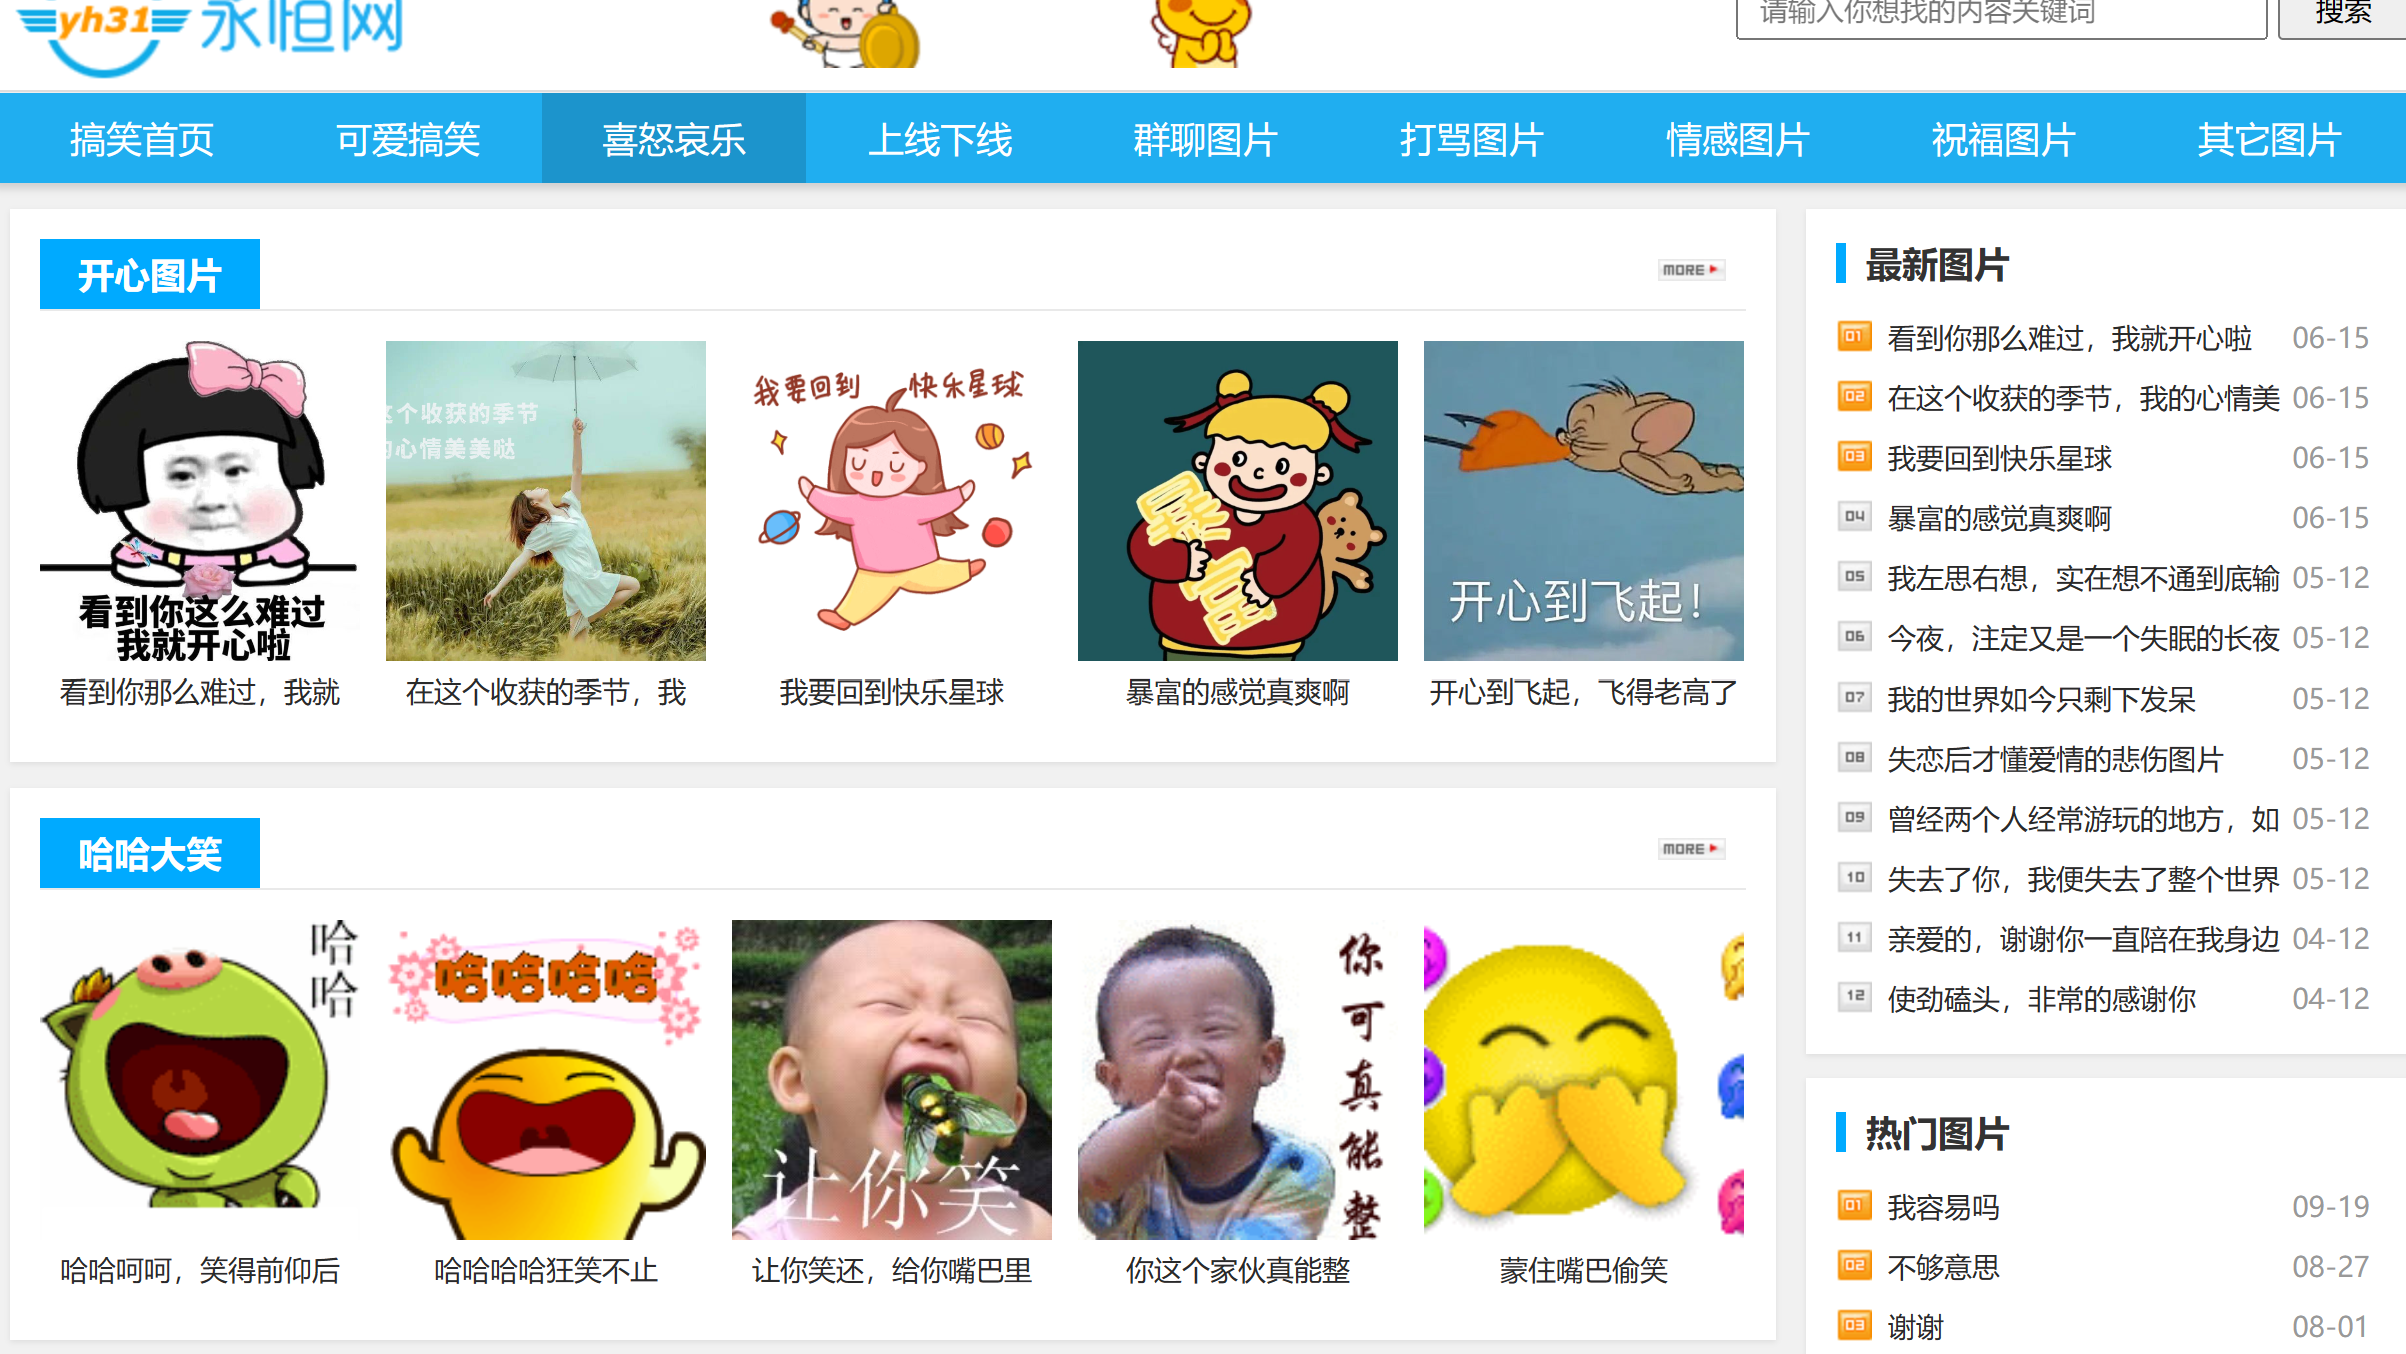 yh31 永恒网
请输入你想找的内容关键词
搜索
搞笑首页 可爱搞笑 喜怒哀乐 上线下线 群聊图片 打骂图片 情感图片 祝福图片 其它图片
开心图片
MORE
看到你这么难过
我就开心啦
这个收获的季节
的心情美美哒
我要回到 快乐星球
暴富
开心到飞起！
看到你那么难过，我就
在这个收获的季节，我
我要回到快乐星球
暴富的感觉真爽啊
开心到飞起，飞得老高了
哈哈大笑
MORE
哈哈
哈哈哈哈
让你笑
你可真能整
哈哈呵呵，笑得前仰后
哈哈哈哈狂笑不止
让你笑还，给你嘴巴里
你这个家伙真能整
蒙住嘴巴偷笑
最新图片
01 看到你那么难过，我就开心啦 06-15
02 在这个收获的季节，我的心情美 06-15
03 我要回到快乐星球 06-15
04 暴富的感觉真爽啊 06-15
05 我左思右想，实在想不通到底输 05-12
06 今夜，注定又是一个失眠的长夜 05-12
07 我的世界如今只剩下发呆 05-12
08 失恋后才懂爱情的悲伤图片 05-12
09 曾经两个人经常游玩的地方，如 05-12
10 失去了你，我便失去了整个世界 05-12
11 亲爱的，谢谢你一直陪在我身边 04-12
12 使劲磕头，非常的感谢你 04-12
热门图片
01 我容易吗 09-19
02 不够意思 08-27
03 谢谢 08-01